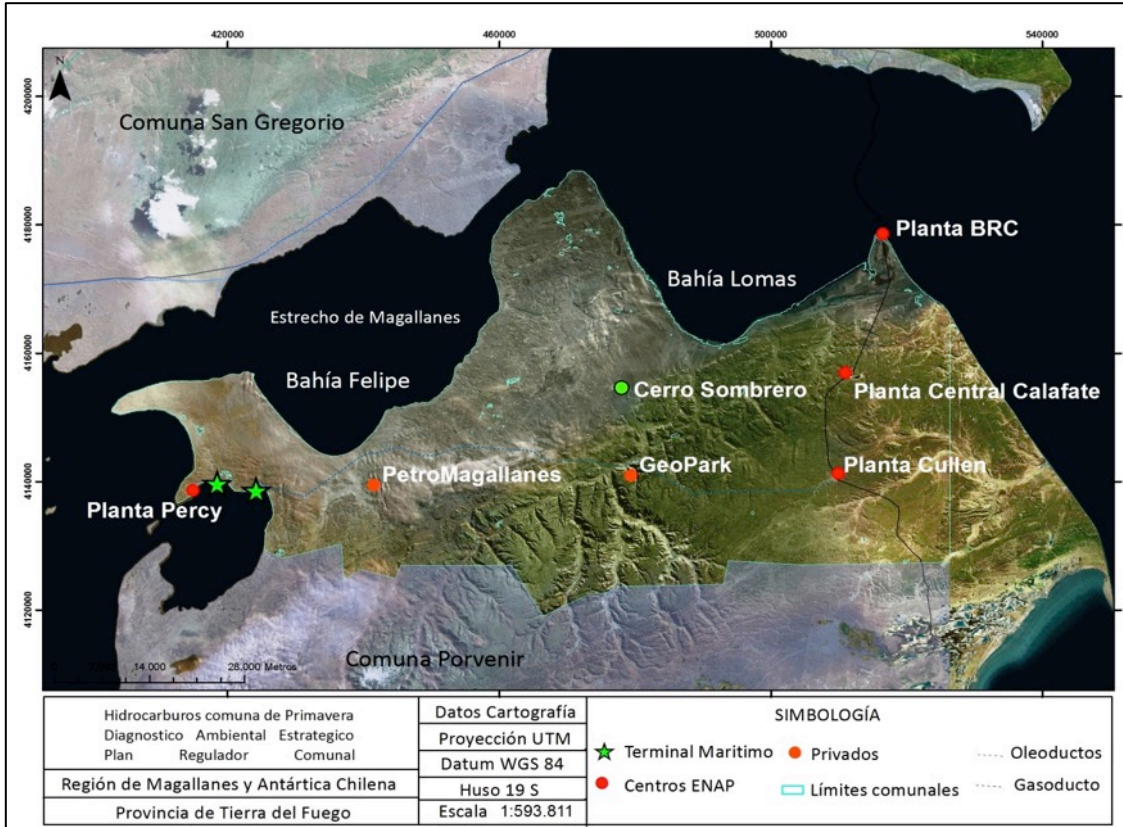 420000 460000 500000 540000
N
4200000
Comuna San Gregorio
4180000
Planta BRC
Bahía Lomas
Estrecho de Magallanes
4160000
Bahía Felipe
Cerro Sombrero
Planta Central Calafate
GeoPark
Planta Cullen
PetroMagallanes
4140000
Planta Percy
4120000
Comuna Porvenir
0 14.000 28.000 Metros
Hidrocarburos comuna de Primavera
Diagnostico Ambiental Estrategico
Plan Regulador Comunal
Región de Magallanes y Antártica Chilena
Provincia de Tierra del Fuego
Datos Cartografía
Proyección UTM
Datum WGS 84
Huso 19 S
Escala 1:593.811
SIMBOLOGÍA
Terminal Maritimo
Privados
Oleoductos
Centros ENAP
Límites comunales
Gasoducto